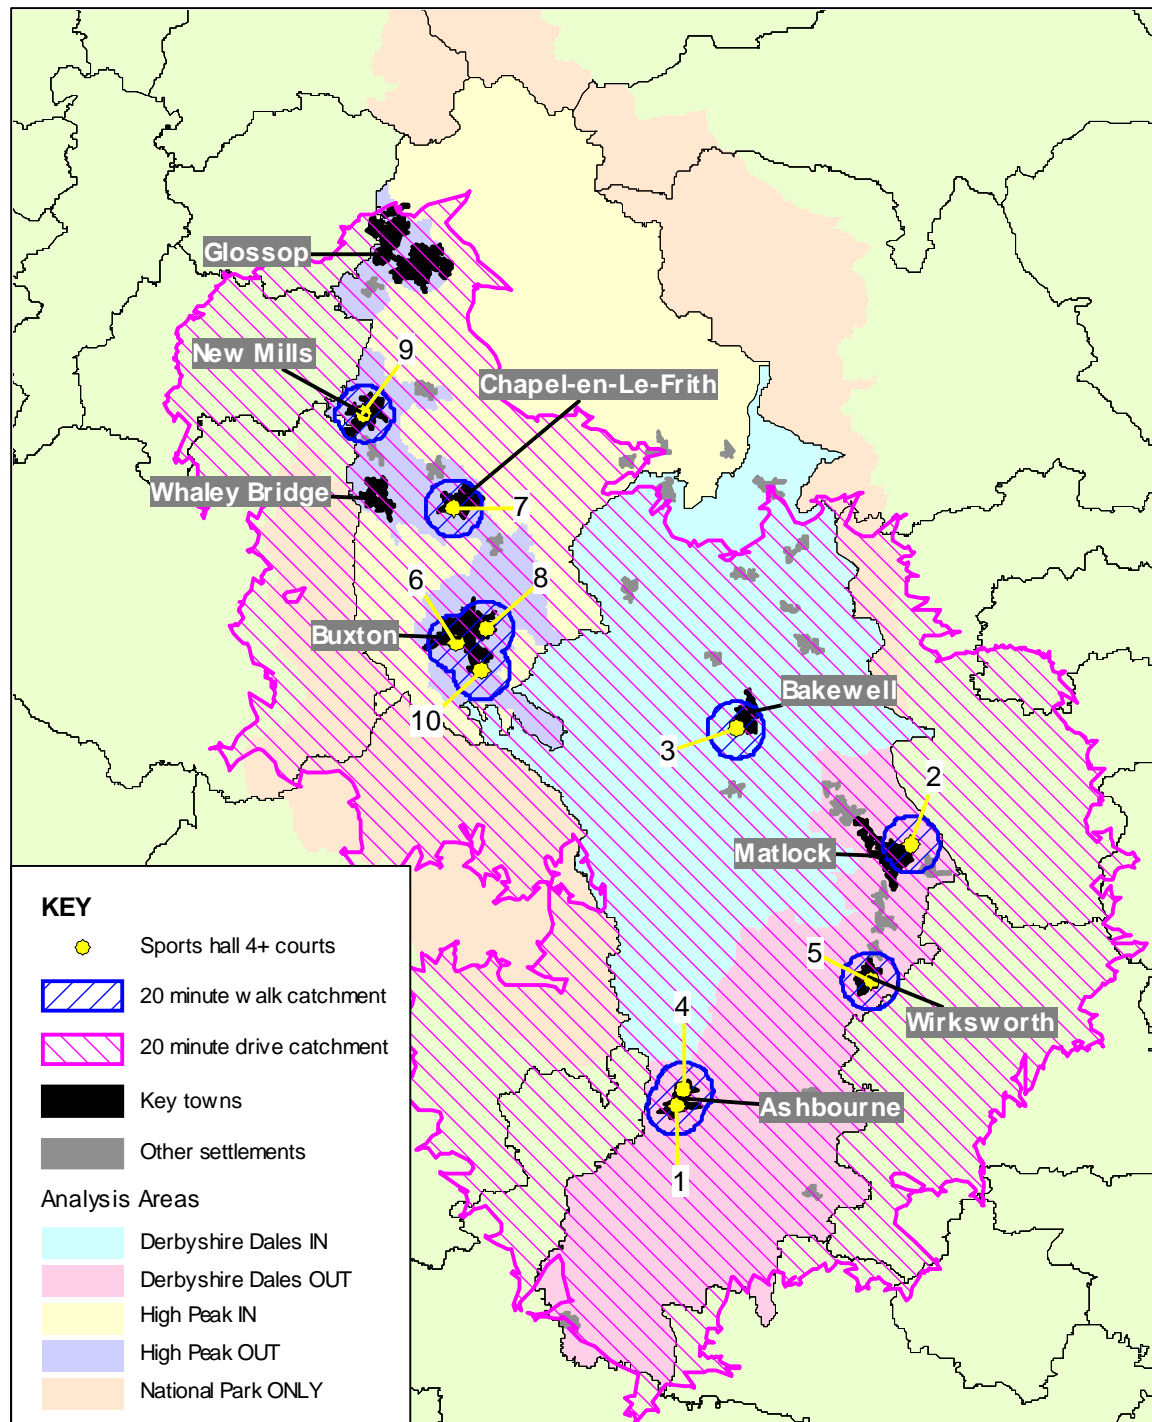 Glossop
New Mills
9
Chapel-en-Le-Frith
Whaley Bridge
7
6
8
Buxton
Bakewell
10
3
2
Matlock
5
Wirksworth
4
Ashbourne
1
KEY
Sports hall 4+ courts
20 minute walk catchment
20 minute drive catchment
Key towns
Other settlements
Analysis Areas
Derbyshire Dales IN
Derbyshire Dales OUT
High Peak IN
High Peak OUT
National Park ONLY